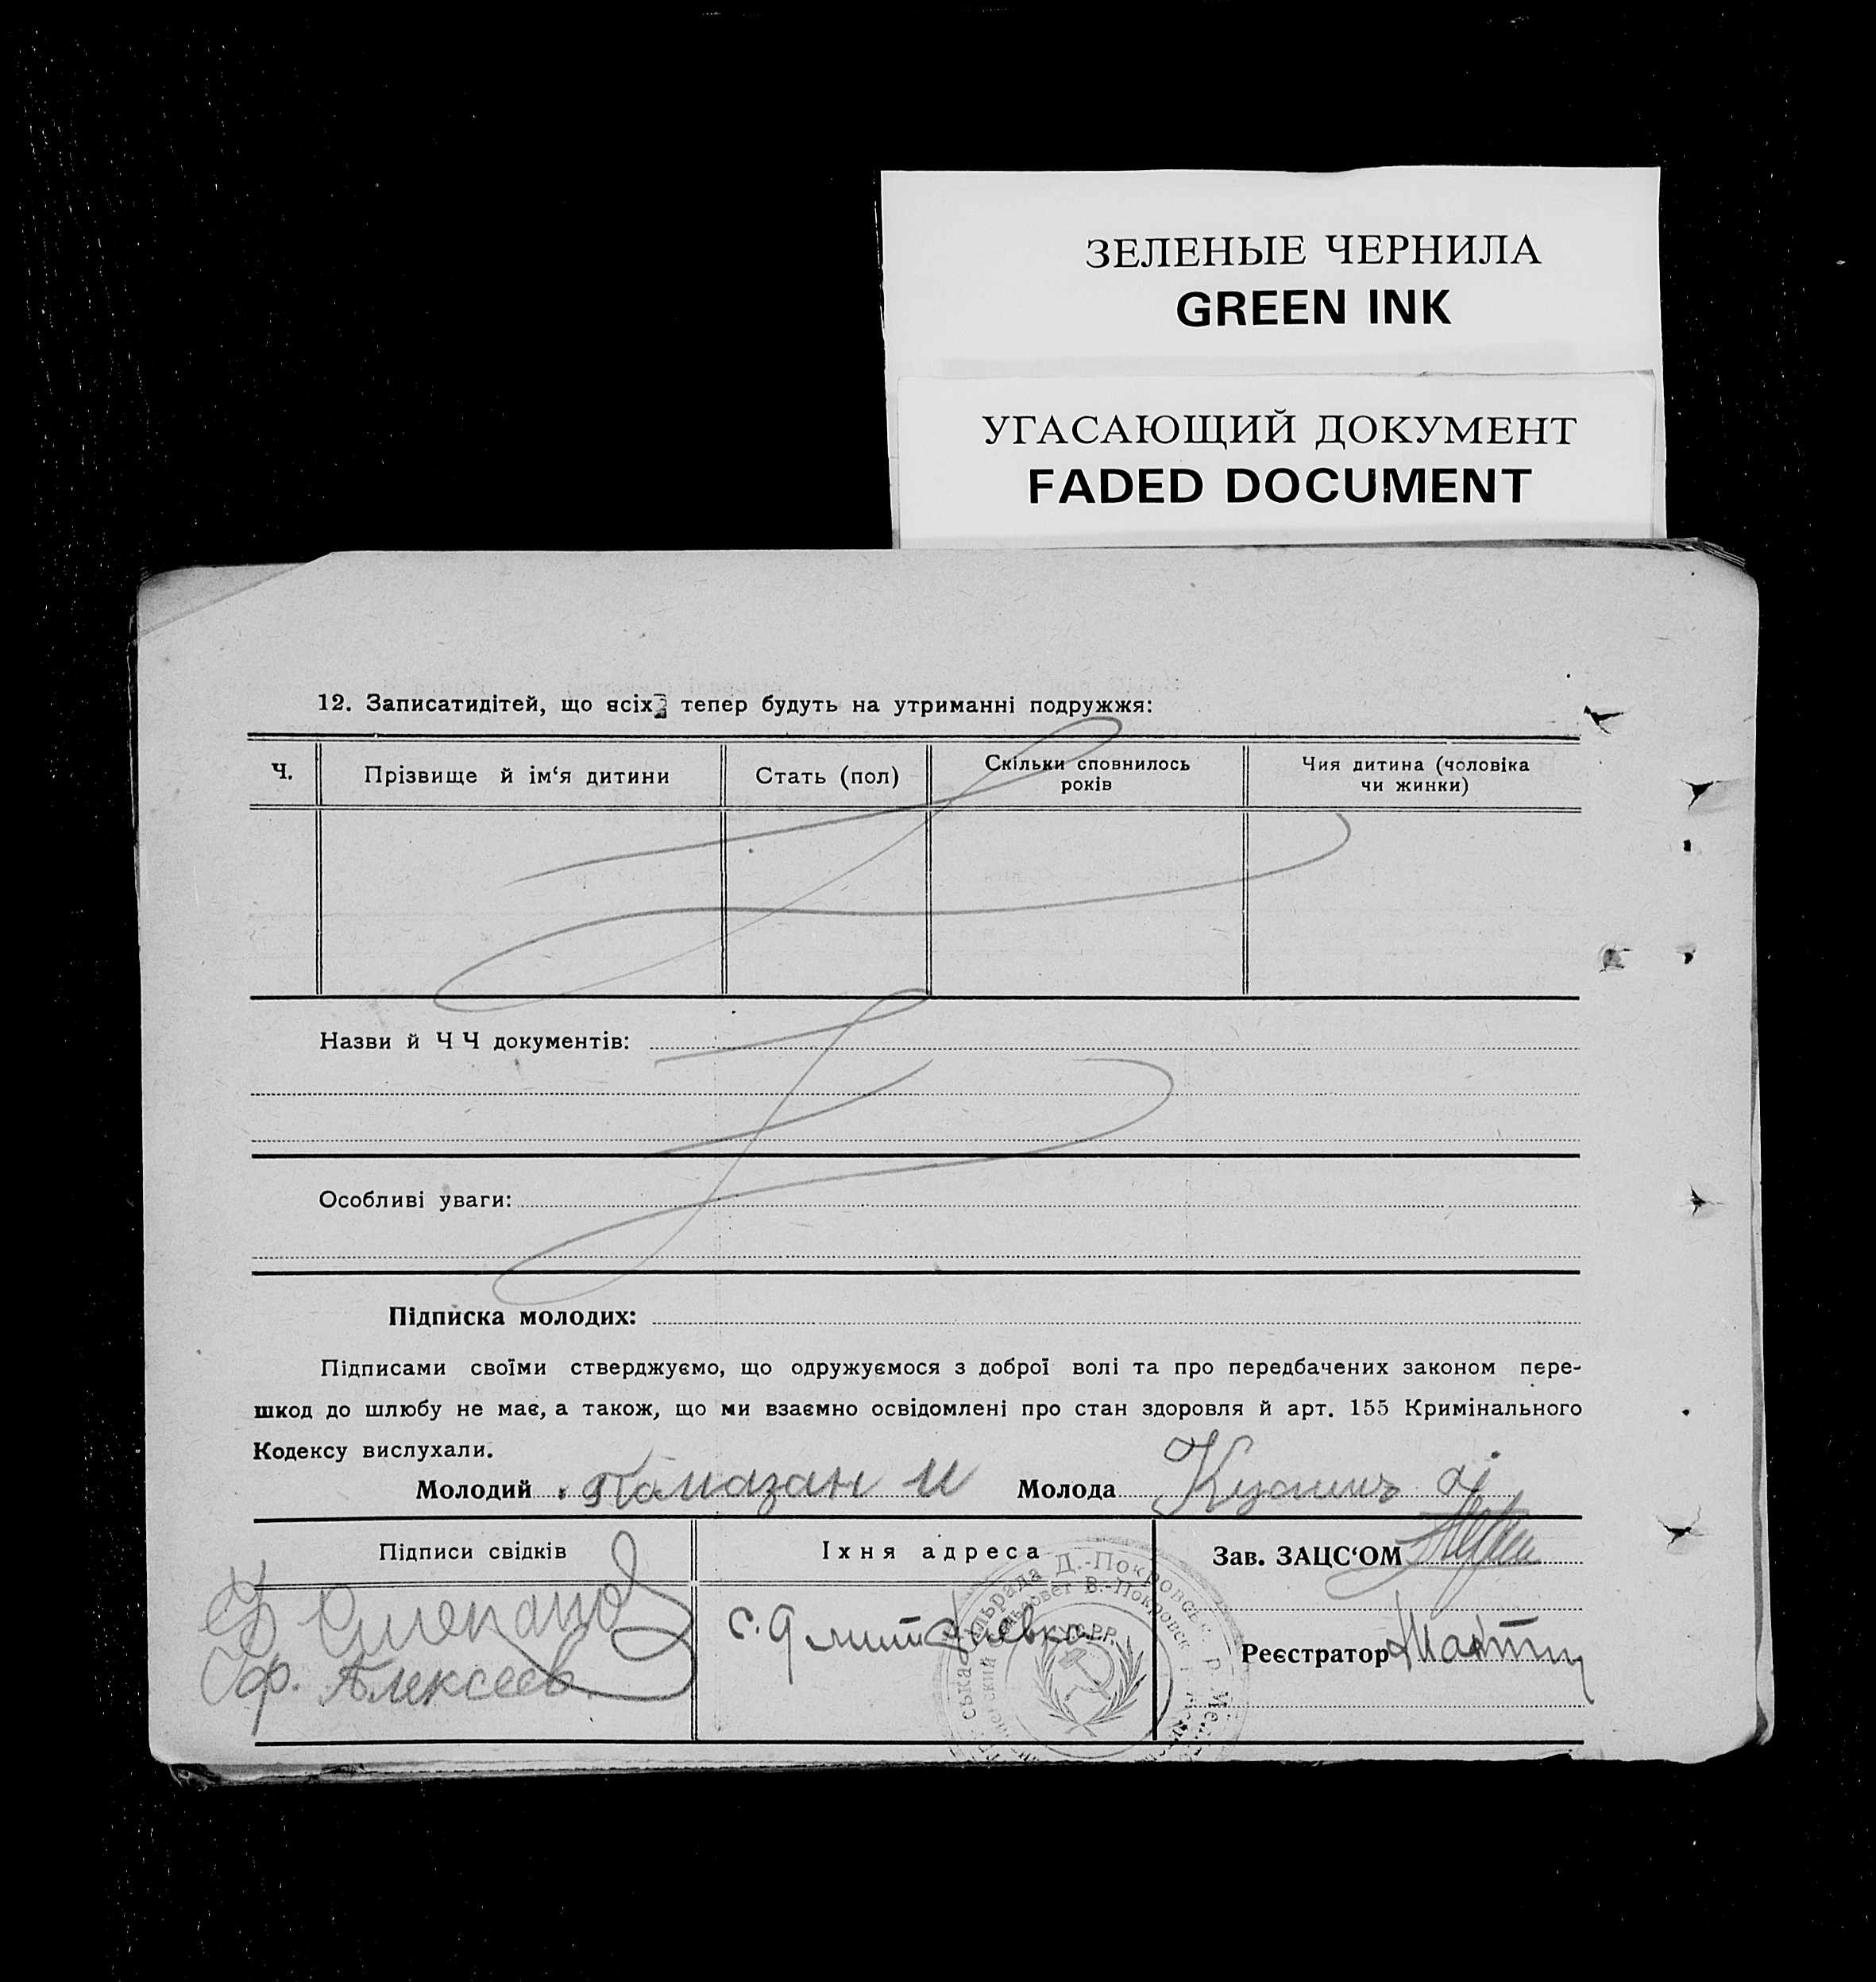 ЗЕЛЕНЫЕ ЧЕРНИЛА
GREEN INK
УГАСАЮЩИЙ ДОКУМЕНТ
FADED DOCUMENT
12. Записатидітей, що всіх тепер будуть на утриманні подружжя:
Ч.
Прізвище й ім‘я дитини
Стать (пол)
Скільки сповнилось
років
Чия дитина (чоловіка
чи жинки)
Назви й Ч Ч документів:
Особливі уваги:
Підписка молодих:
Підписами своїми стверджуємо, що одружуємося з доброї волі та про передбачених законом пере-
шкод до шлюбу не має, а також, що ми взаємно освідомлені про стан здоровля й арт. 155 Кримінального
Кодексу вислухали.
Молодий Памазан И Молода
Підписи свідків
Їхня адреса
Зав. ЗАЦС‘ОМ
ф. Алексеев
Реєстратор